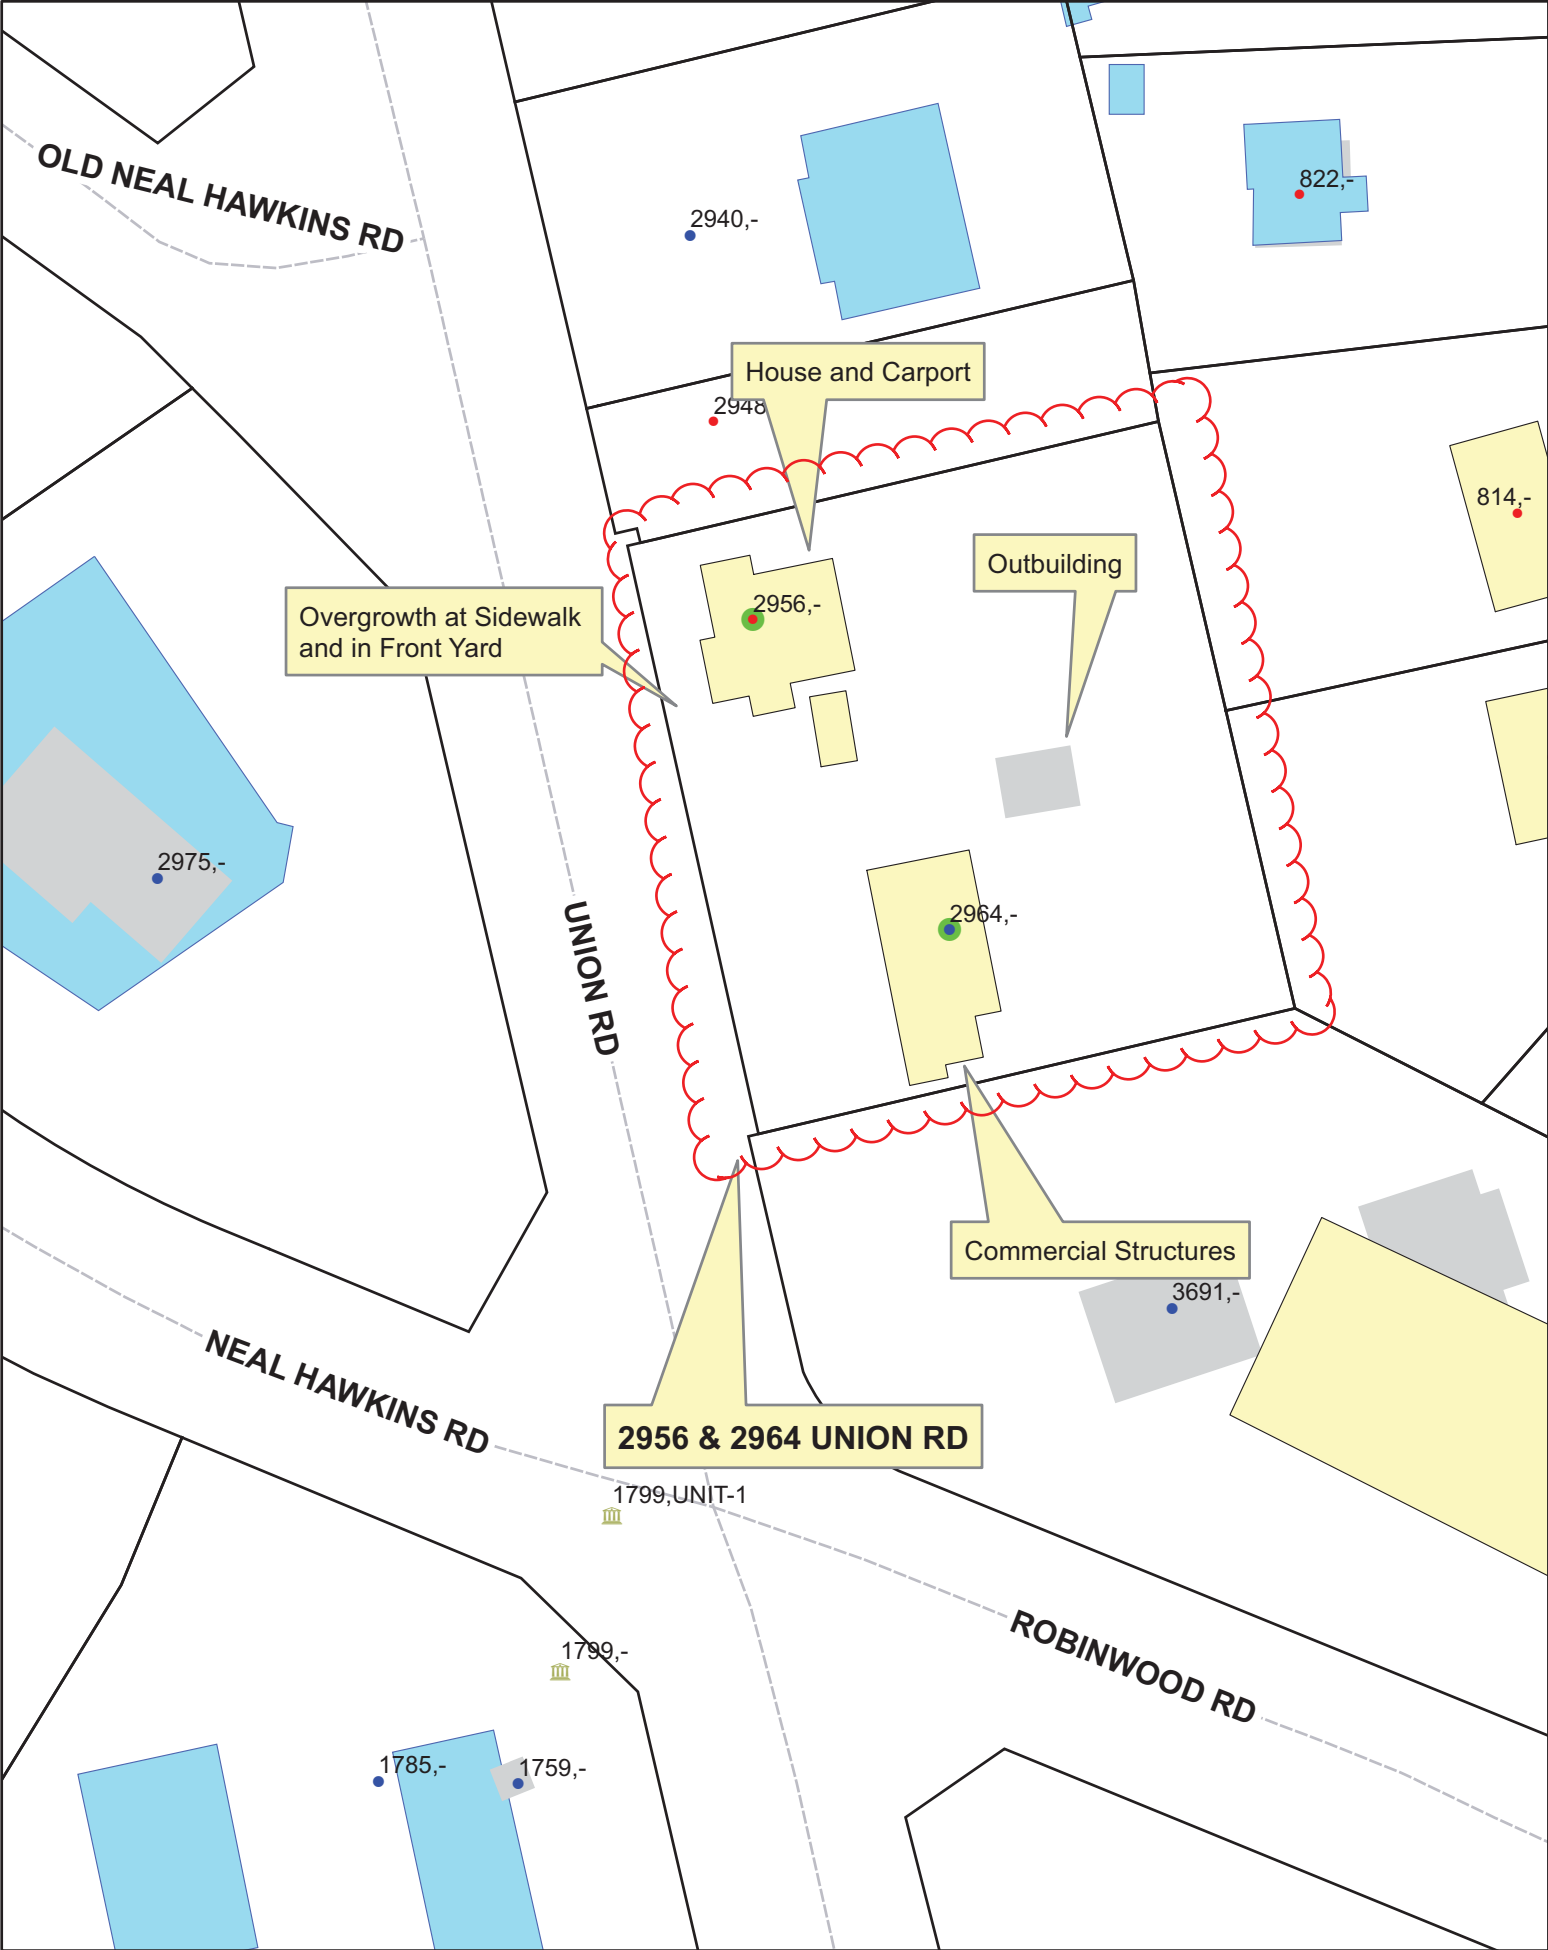 OLD NEAL HAWKINS RD
822,-
2940,-
House and Carport
2948
814,-
Outbuilding
2956,-
Overgrowth at Sidewalk
and in Front Yard
2975,-
2964,-
UNION RD
Commercial Structures
3691,-
NEAL HAWKINS RD
2956 & 2964 UNION RD
1799,UNIT-1
1799,-
ROBINWOOD RD
1785,-
1759,-